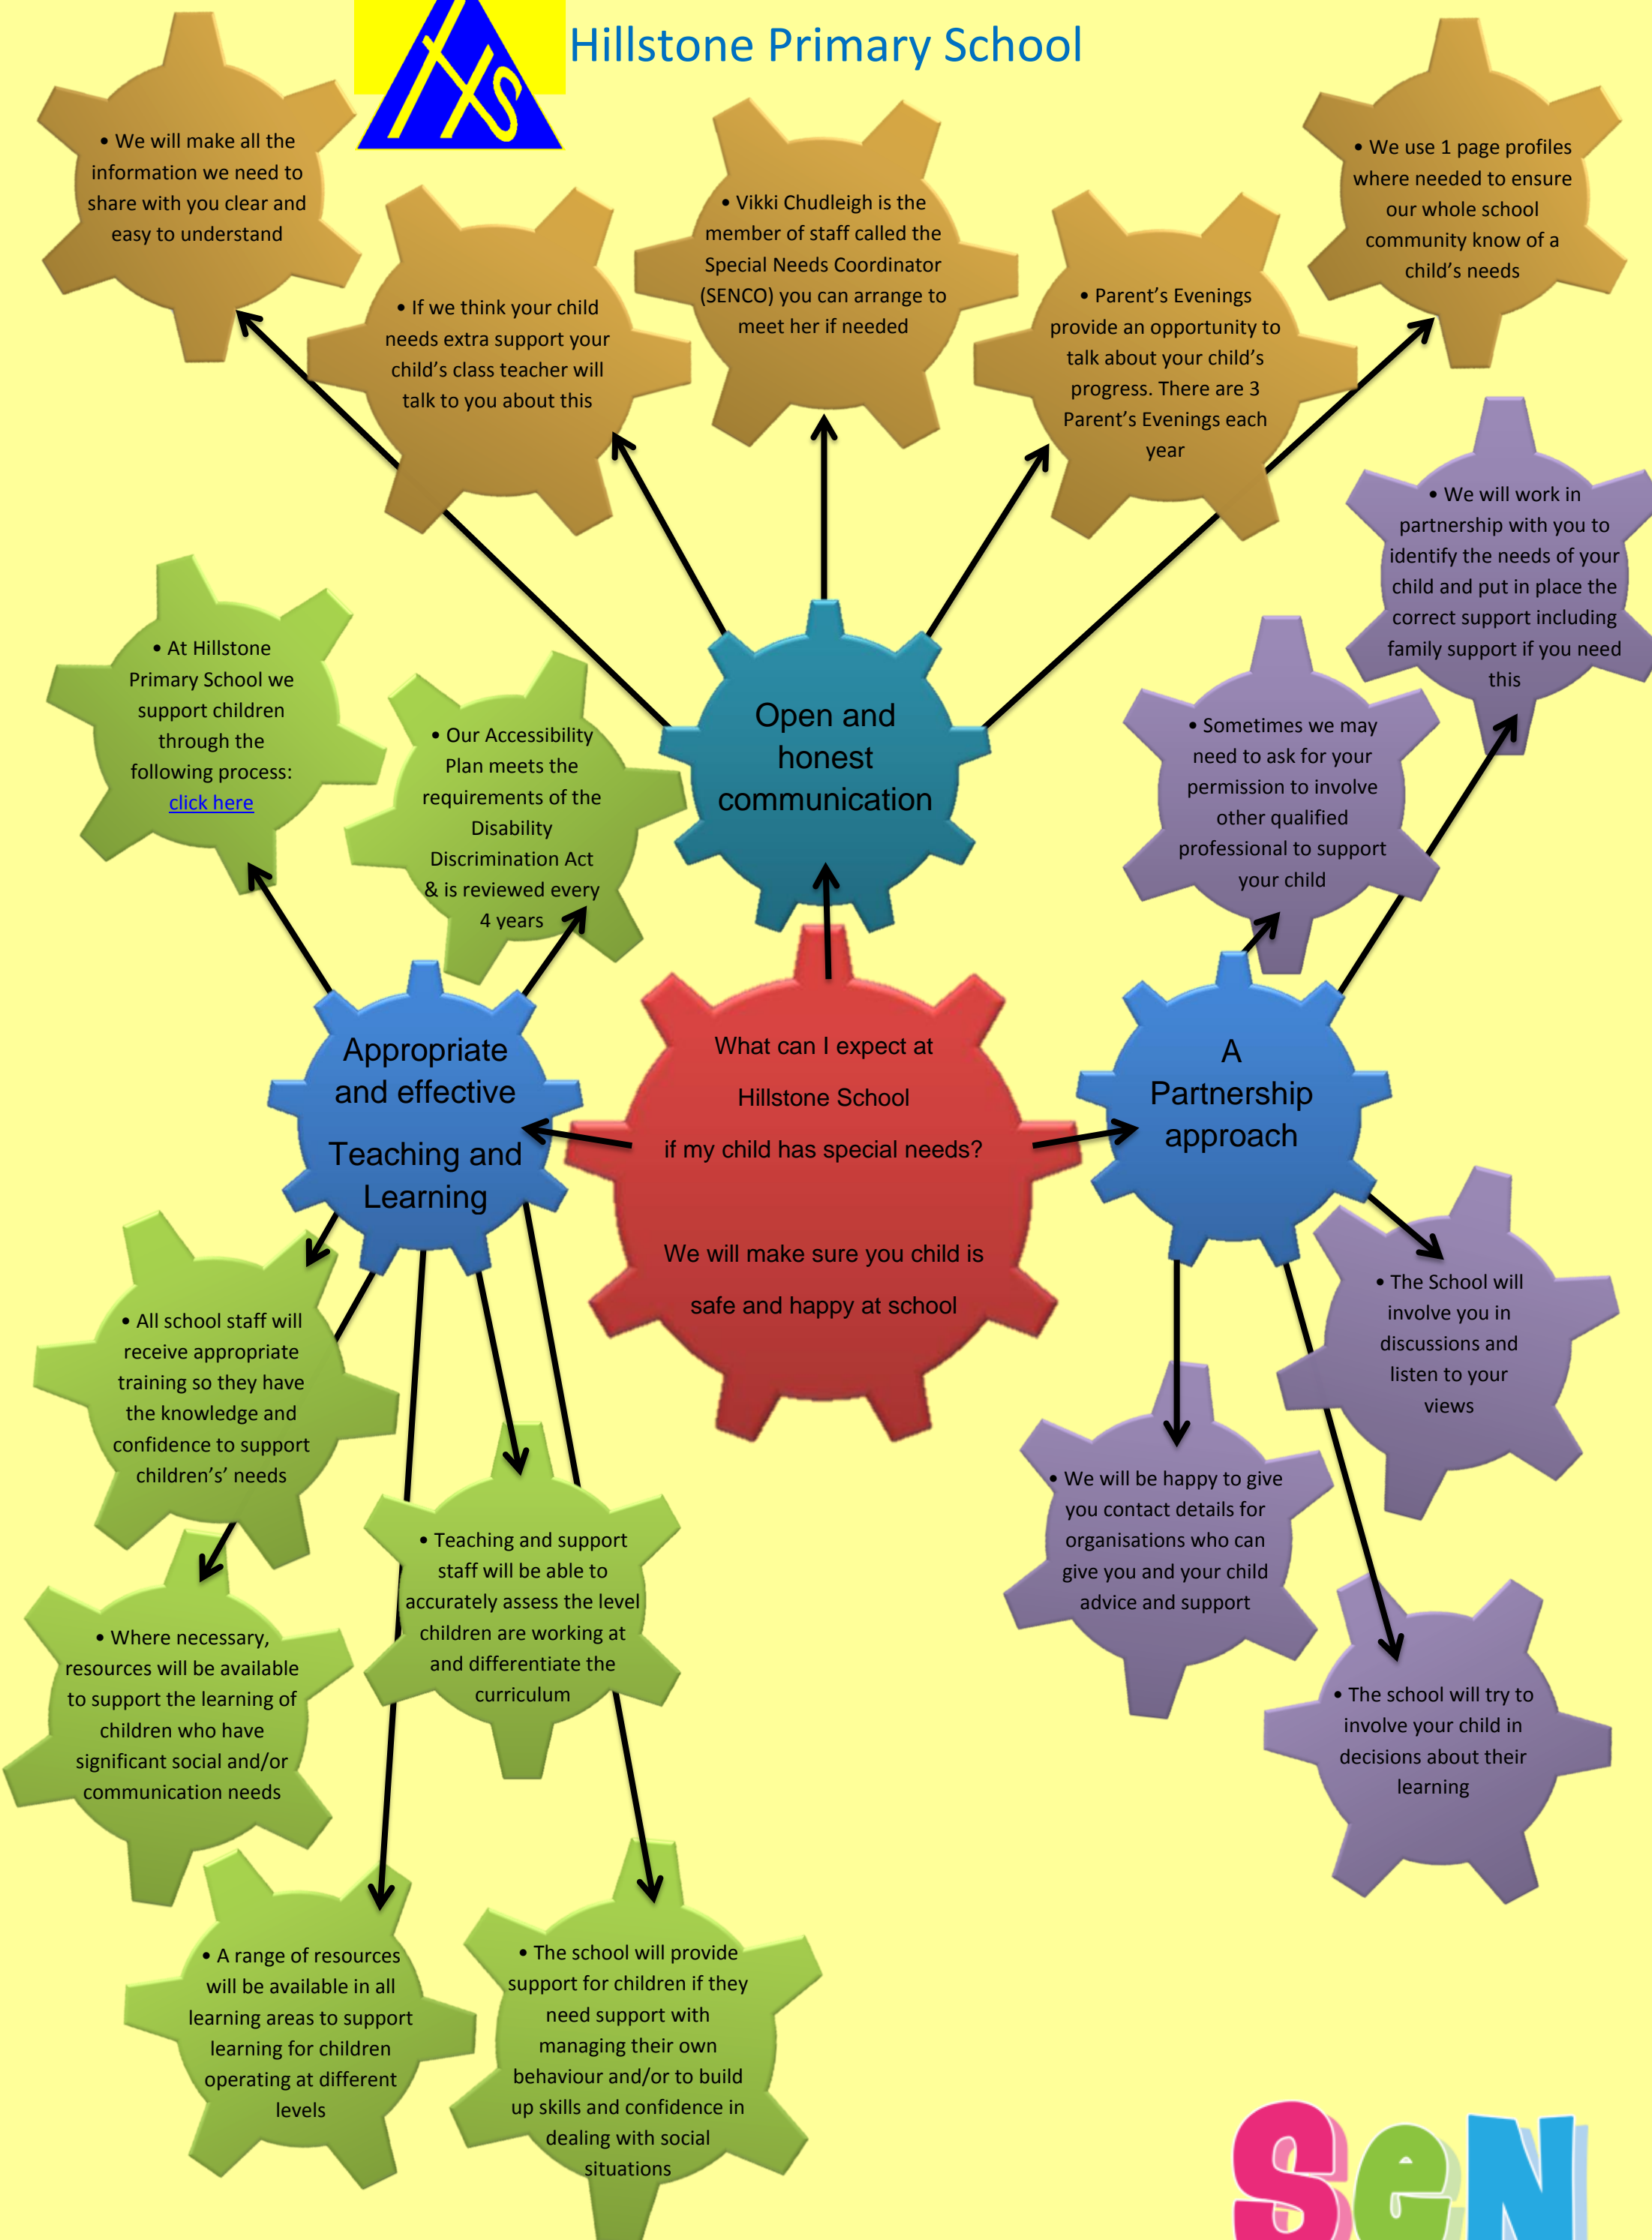 HS
Hillstone Primary School
• We will make all the
information we need to
share with you clear and
easy to understand
• If we think your child
needs extra support your
child's class teacher will
talk to you about this
• Vikki Chudleigh is the
member of staff called the
Special Needs Coordinator
(SENCO) you can arrange to
meet her if needed
• Parent's Evenings
provide an opportunity to
talk about your child's
progress. There are 3
Parent's Evenings each
year
• We use 1 page profiles
where needed to ensure
our whole school
community know of a
child's needs
• We will work in
partnership with you to
identify the needs of your
child and put in place the
correct support including
family support if you need
this
• Sometimes we may
need to ask for your
permission to involve
other qualified
professional to support
your child
• At Hillstone
Primary School we
support children
through the
following process:
click here
• Our Accessibility
Plan meets the
requirements of the
Disability
Discrimination Act
& is reviewed every
4 years
Open and
honest
communication
Appropriate
and effective
Teaching and
Learning
What can I expect at
Hillstone School
if my child has special needs?
We will make sure you child is
safe and happy at school
A
Partnership
approach
• All school staff will
receive appropriate
training so they have
the knowledge and
confidence to support
children's' needs
• Where necessary,
resources will be available
to support the learning of
children who have
significant social and/or
communication needs
• Teaching and support
staff will be able to
accurately assess the level
children are working at
and differentiate the
curriculum
• A range of resources
will be available in all
learning areas to support
learning for children
operating at different
levels
• The school will provide
support for children if they
need support with
managing their own
behaviour and/or to build
up skills and confidence in
dealing with social
situations
• The School will
involve you in
discussions and
listen to your
views
• We will be happy to give
you contact details for
organisations who can
give you and your child
advice and support
• The school will try to
involve your child in
decisions about their
learning
SeN